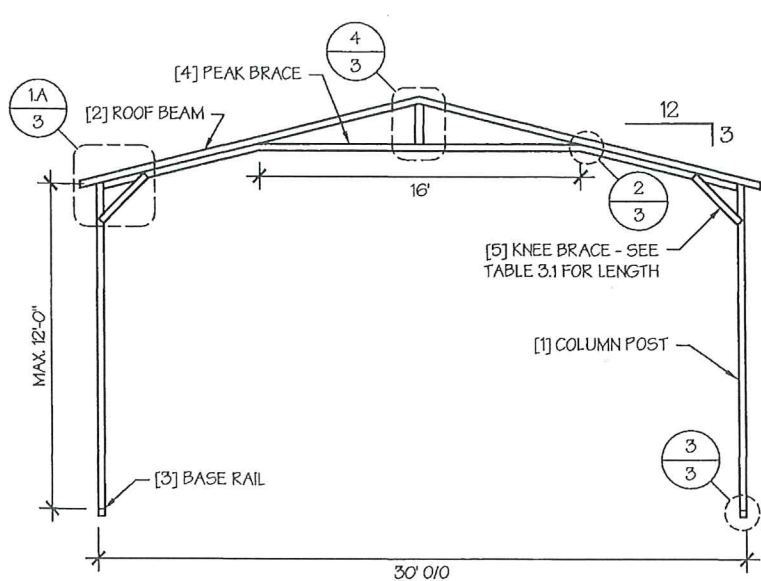 4
3
[4] PEAK BRACE
1.A
3
[2] ROOF BEAM
12
3
16'
2
3
[5] KNEE BRACE - SEE
TABLE 3.1 FOR LENGTH
MAX. 12'-0"
[1] COLUMN POST
3
3
[3] BASE RAIL
30' O/O